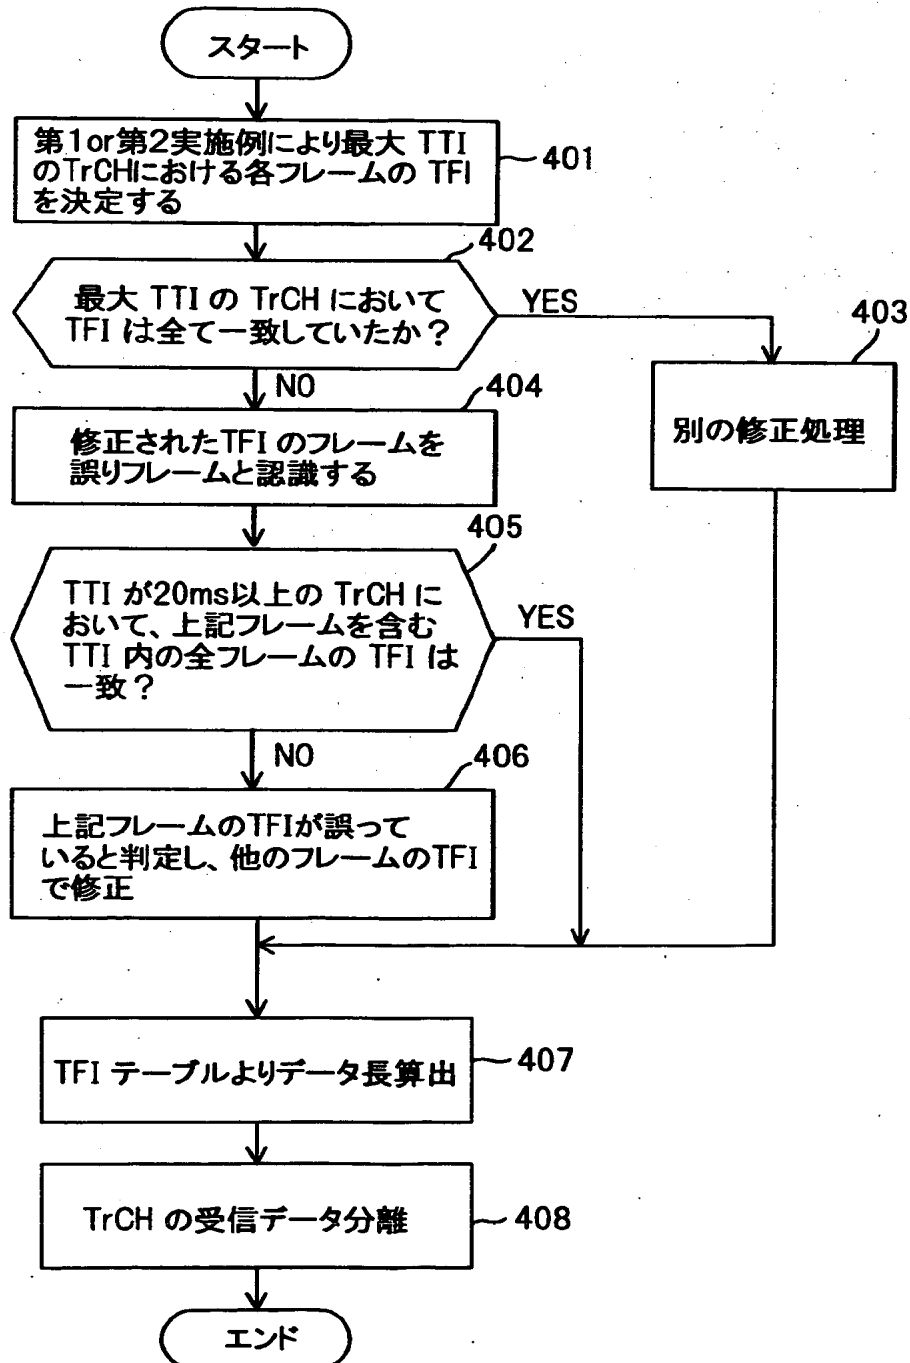 スタート
第1or第2実施例により最大 TTI
のTrCHにおける各フレームの TFI
を決定する
401
402
最大 TTI の TrCH において
TFI は全て一致していたか？
YES
403
別の修正処理
NO
404
修正されたTFI のフレームを
誤りフレームと認識する
405
TTI が20ms以上の TrCH に
おいて、上記フレームを含む
TTI 内の全フレームの TFI は
一致？
YES
NO
406
上記フレームのTFIが誤って
いると判定し、他のフレームのTFI
で修正
TFI テーブルよりデータ長算出
407
TrCH の受信データ分離
408
エンド